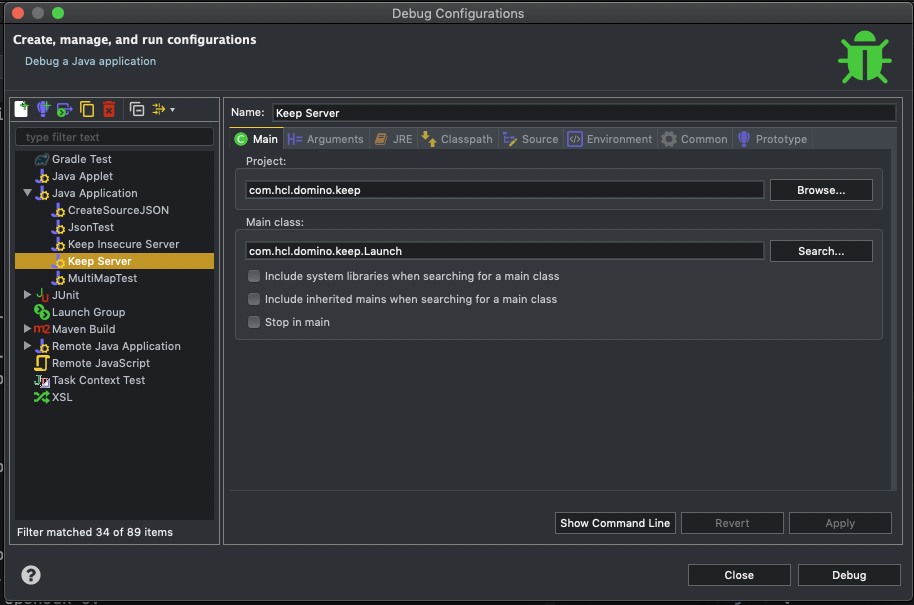 Debug Configurations
Create, manage, and run configurations
Debug a Java application
type filter text
Gradle Test
Java Applet
Java Application
CreateSourceJSON
JsonTest
Keep Insecure Server
Keep Server
MultiMapTest
JUnit
Launch Group
Maven Build
Remote Java Application
Remote JavaScript
Task Context Test
XSL
Filter matched 34 of 89 items
Name: Keep Server
Main Arguments JRE Classpath Source Environment Common Prototype
Project:
com.hcl.domino.keep Browse...
Main class:
com.hcl.domino.keep.Launch Search...
Include system libraries when searching for a main class
Include inherited mains when searching for a main class
Stop in main
Show Command Line Revert Apply
Close Debug